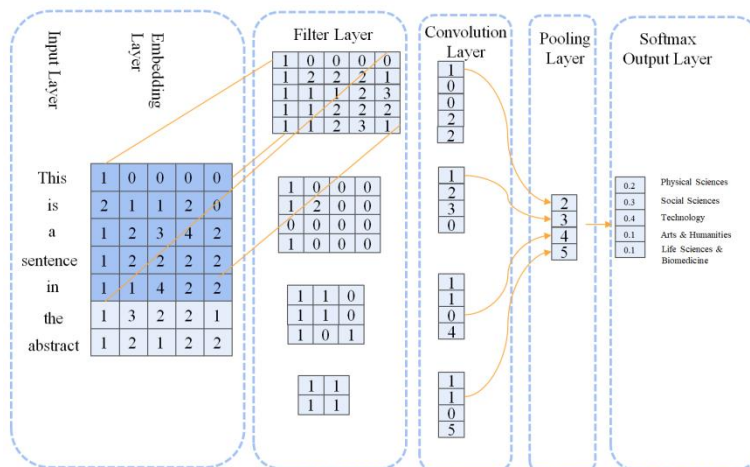 Input Layer
Embedding
Layer
This
is
a
sentence
in
the
abstract
1 0 0 0 0
2 1 1 2 0
1 2 3 4 2
1 2 2 2 2
1 1 4 2 2
1 3 2 2 1
1 2 1 2 2
Filter Layer
1 0 0 0 0
1 2 2 2 1
1 1 1 2 3
1 1 2 2 2
1 1 2 3 1
1 0 0 0
1 2 0 0
0 0 0 0
1 0 0 0
1 1 0
1 1 0
1 0 1
1 1
1 1
Convolution
Layer
1
0
0
2
2
1
2
3
0
1
1
0
4
1
1
0
5
Pooling
Layer
2
3
4
5
Softmax
Output Layer
0.2 Physical Sciences
0.3 Social Sciences
0.4 Technology
0.1 Arts & Humanities
0.1 Life Sciences &
Biomedicine